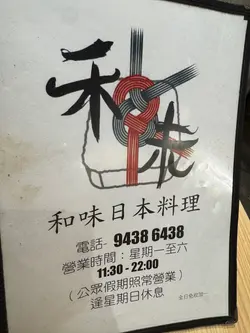 和味
和味日本料理
電話- 9438 6438
營業時間：星期一至六
11:30 - 22:00
（公眾假期照常營業）
逢星期日休息